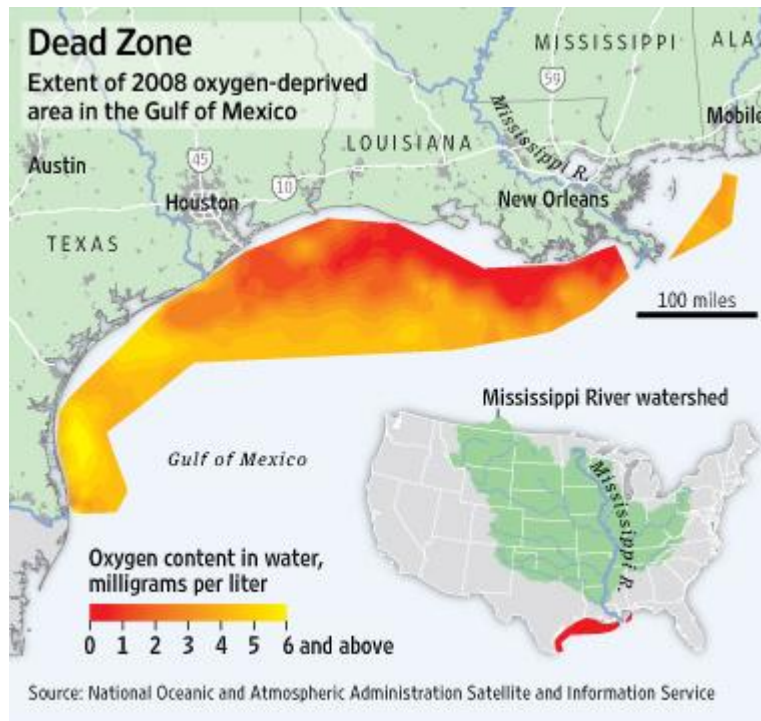 Dead Zone
Extent of 2008 oxygen-deprived
area in the Gulf of Mexico
MISSISSIPPI
ALA
59
Mississippi R.
Mobile
LOUISIANA
Austin
45
10
Houston
New Orleans
TEXAS
100 miles
Mississippi River watershed
Gulf of Mexico
Mississippi R.
Oxygen content in water,
milligrams per liter
0 1 2 3 4 5 6 and above
Source: National Oceanic and Atmospheric Administration Satellite and Information Service